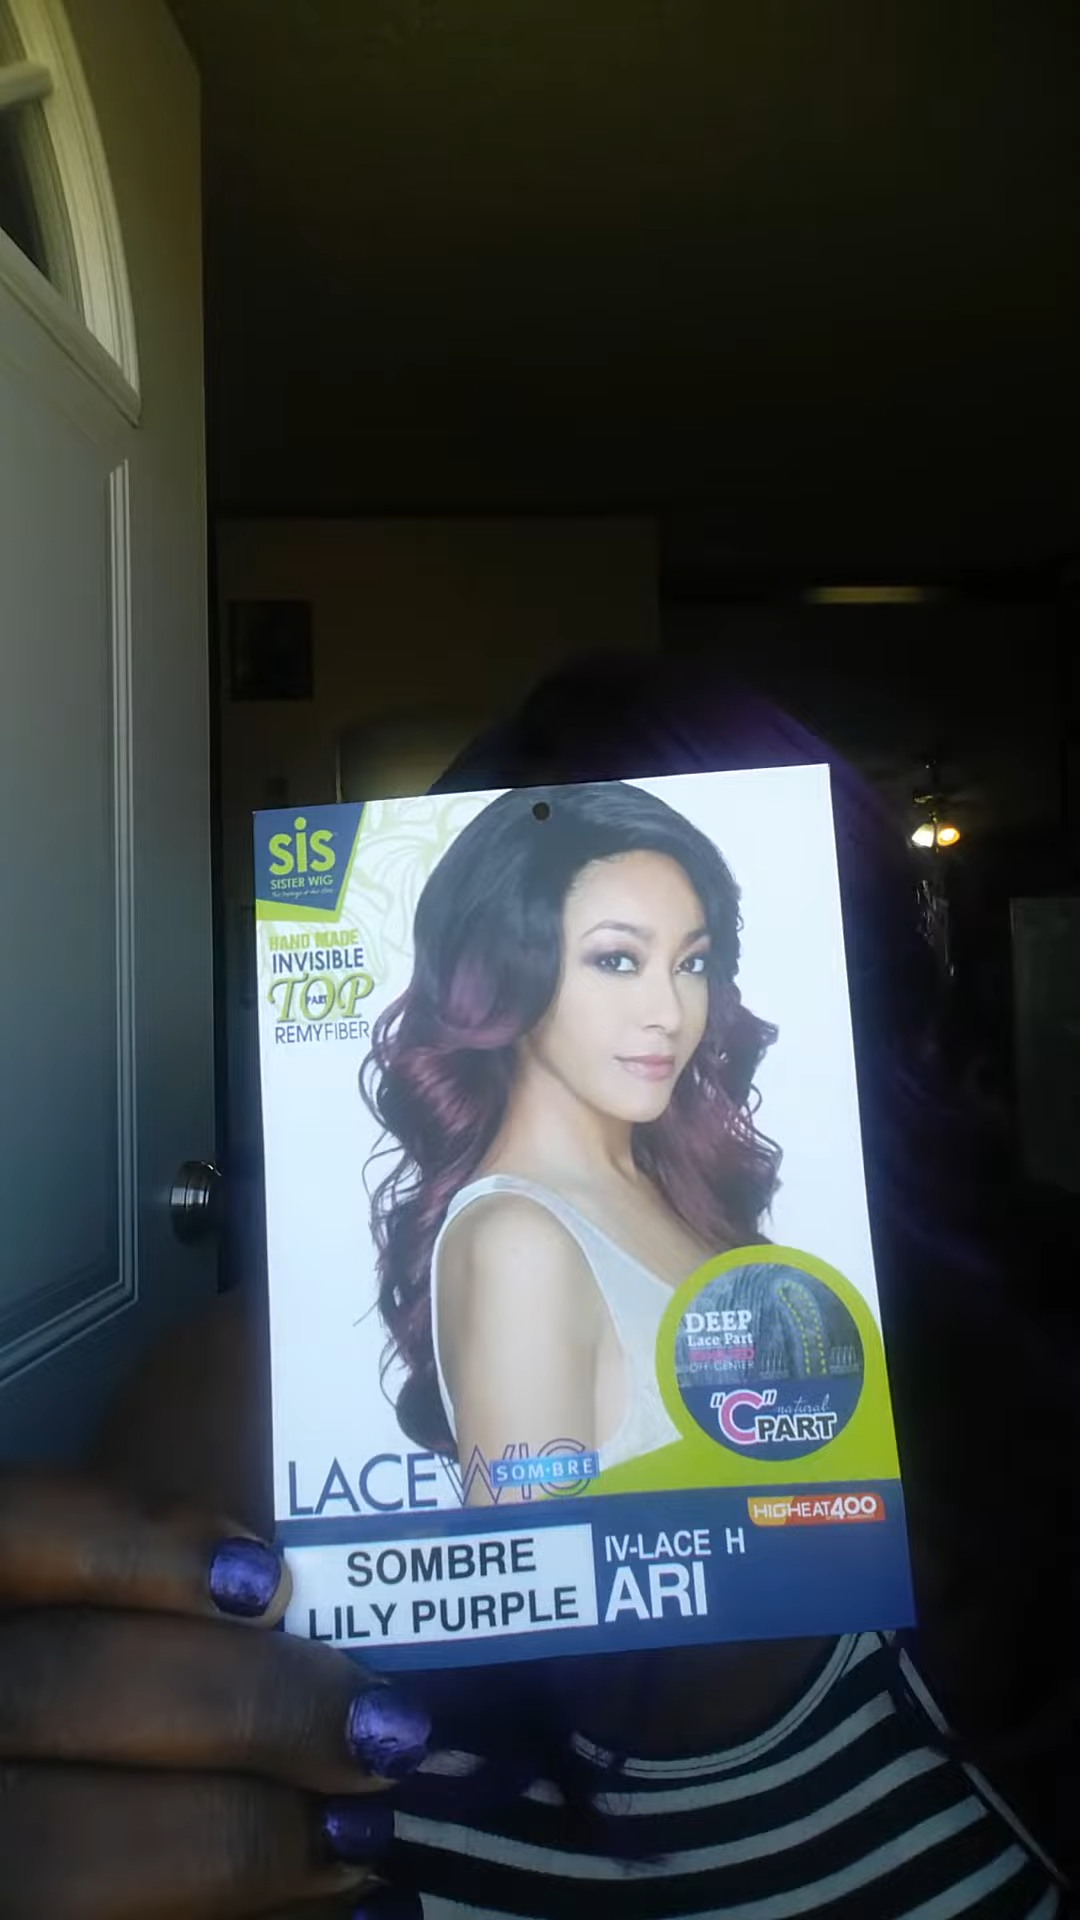 sis
SISTER WIG
HAND MADE
INVISIBLE
TOP
PART
REMYFIBER
DEEP
Lace Part
OFF CENTER
"C" natural
PART
LACE WIG
SOM•BRE
HIGHEAT400
SOMBRE
LILY PURPLE
IV-LACE H
ARI